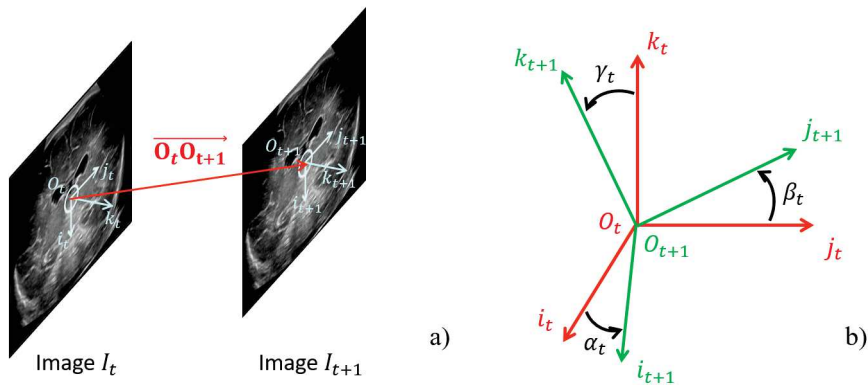 O_t
j_t
k_t
i_t
Image I_t
O_tO_{t+1}
O_{t+1}
j_{t+1}
k_{t+1}
i_{t+1}
Image I_{t+1}
a)
k_{t+1}
γ_t
k_t
j_{t+1}
β_t
O_t
O_{t+1}
j_t
i_t
α_t
i_{t+1}
b)